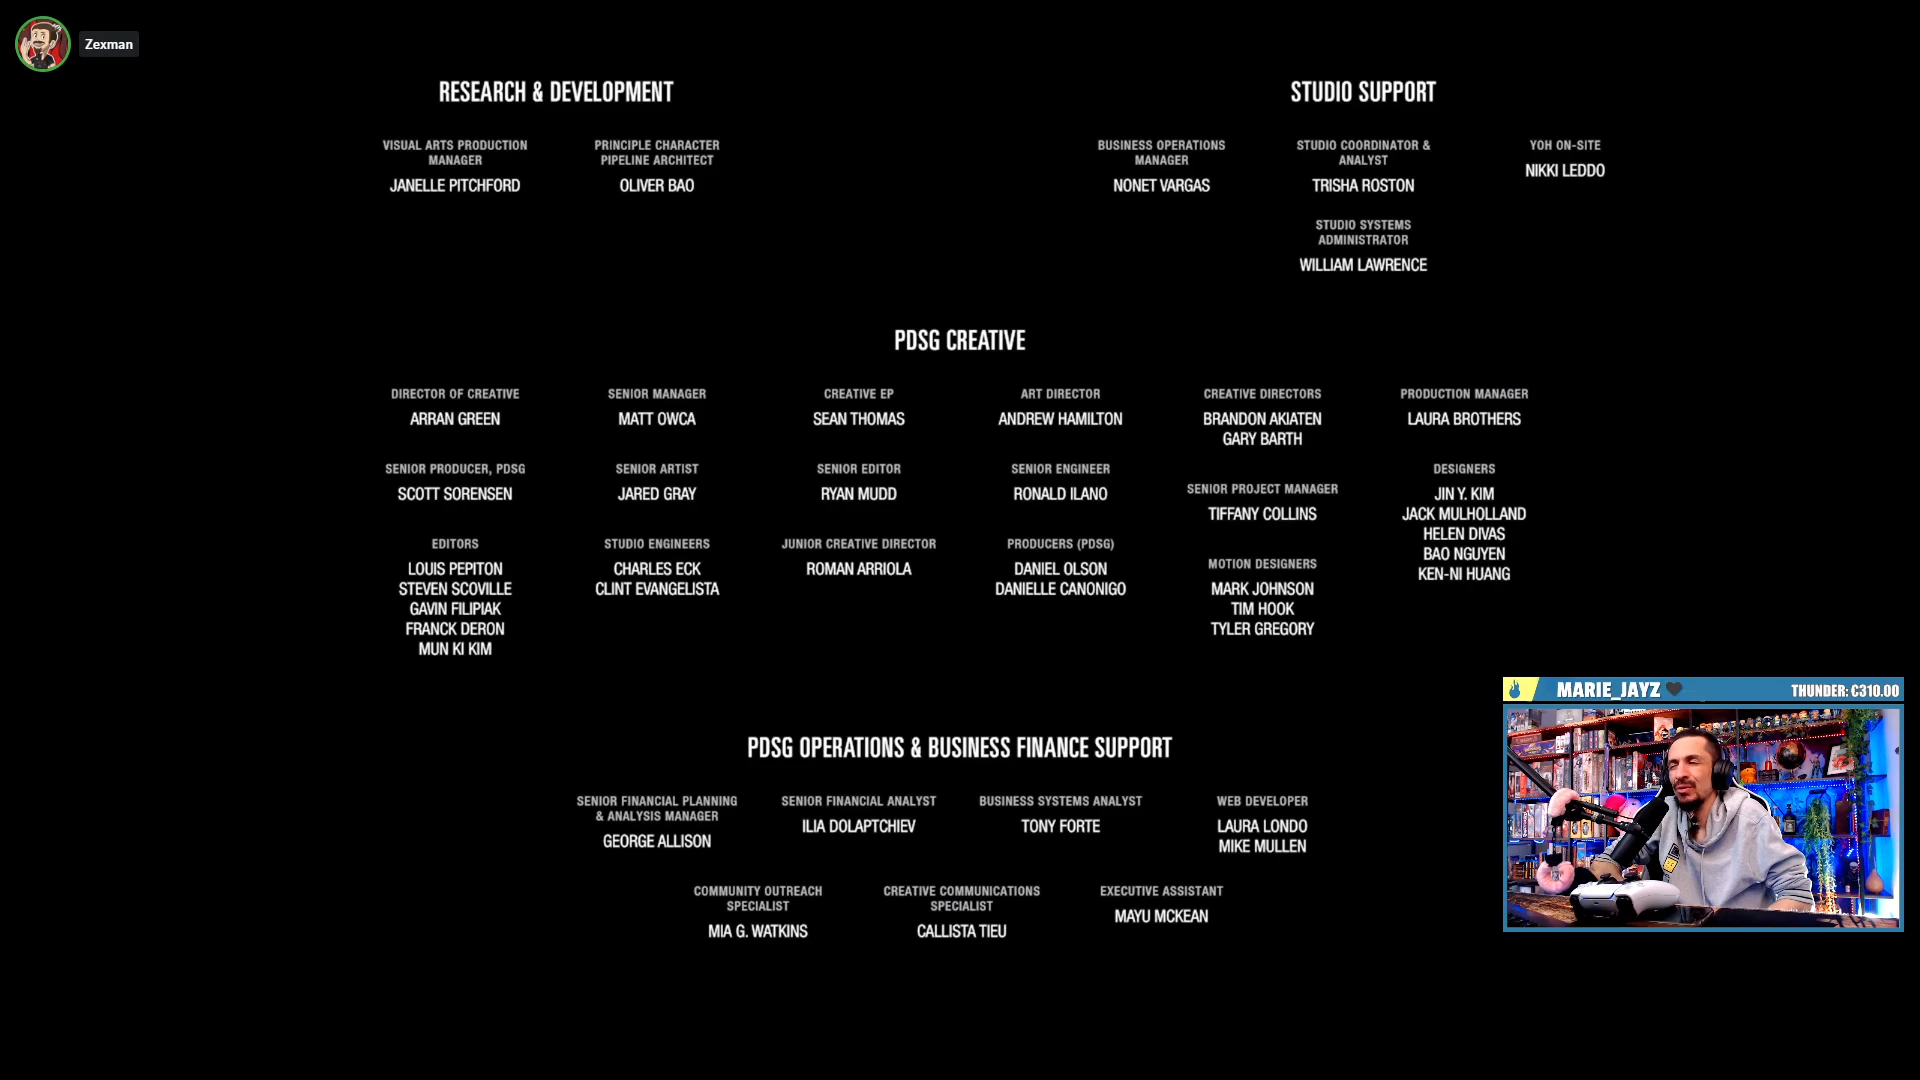 Zexman
RESEARCH & DEVELOPMENT
VISUAL ARTS PRODUCTION
MANAGER
JANELLE PITCHFORD
PRINCIPLE CHARACTER
PIPELINE ARCHITECT
OLIVER BAO
STUDIO SUPPORT
BUSINESS OPERATIONS
MANAGER
NONET VARGAS
STUDIO COORDINATOR &
ANALYST
TRISHA ROSTON
YOH ON-SITE
NIKKI LEDDO
STUDIO SYSTEMS
ADMINISTRATOR
WILLIAM LAWRENCE
PDSG CREATIVE
DIRECTOR OF CREATIVE
ARRAN GREEN
SENIOR MANAGER
MATT OWCA
CREATIVE EP
SEAN THOMAS
ART DIRECTOR
ANDREW HAMILTON
CREATIVE DIRECTORS
BRANDON AKIATEN
GARY BARTH
PRODUCTION MANAGER
LAURA BROTHERS
SENIOR PRODUCER, PDSG
SCOTT SORENSEN
SENIOR ARTIST
JARED GRAY
SENIOR EDITOR
RYAN MUDD
SENIOR ENGINEER
RONALD ILANO
SENIOR PROJECT MANAGER
TIFFANY COLLINS
DESIGNERS
JIN Y. KIM
JACK MULHOLLAND
HELEN DIVAS
BAO NGUYEN
KEN-NI HUANG
EDITORS
LOUIS PEPITON
STEVEN SCOVILLE
GAVIN FILIPIAK
FRANCK DERON
MUN KI KIM
STUDIO ENGINEERS
CHARLES ECK
CLINT EVANGELISTA
JUNIOR CREATIVE DIRECTOR
ROMAN ARRIOLA
PRODUCERS (PDSG)
DANIEL OLSON
DANIELLE CANONIGO
MOTION DESIGNERS
MARK JOHNSON
TIM HOOK
TYLER GREGORY
MARIE_JAYZ
THUNDER: C310.00
PDSG OPERATIONS & BUSINESS FINANCE SUPPORT
SENIOR FINANCIAL PLANNING
& ANALYSIS MANAGER
GEORGE ALLISON
SENIOR FINANCIAL ANALYST
ILIA DOLAPTCHIEV
BUSINESS SYSTEMS ANALYST
TONY FORTE
WEB DEVELOPER
LAURA LONDO
MIKE MULLEN
COMMUNITY OUTREACH
SPECIALIST
MIA G. WATKINS
CREATIVE COMMUNICATIONS
SPECIALIST
CALLISTA TIEU
EXECUTIVE ASSISTANT
MAYU MCKEAN